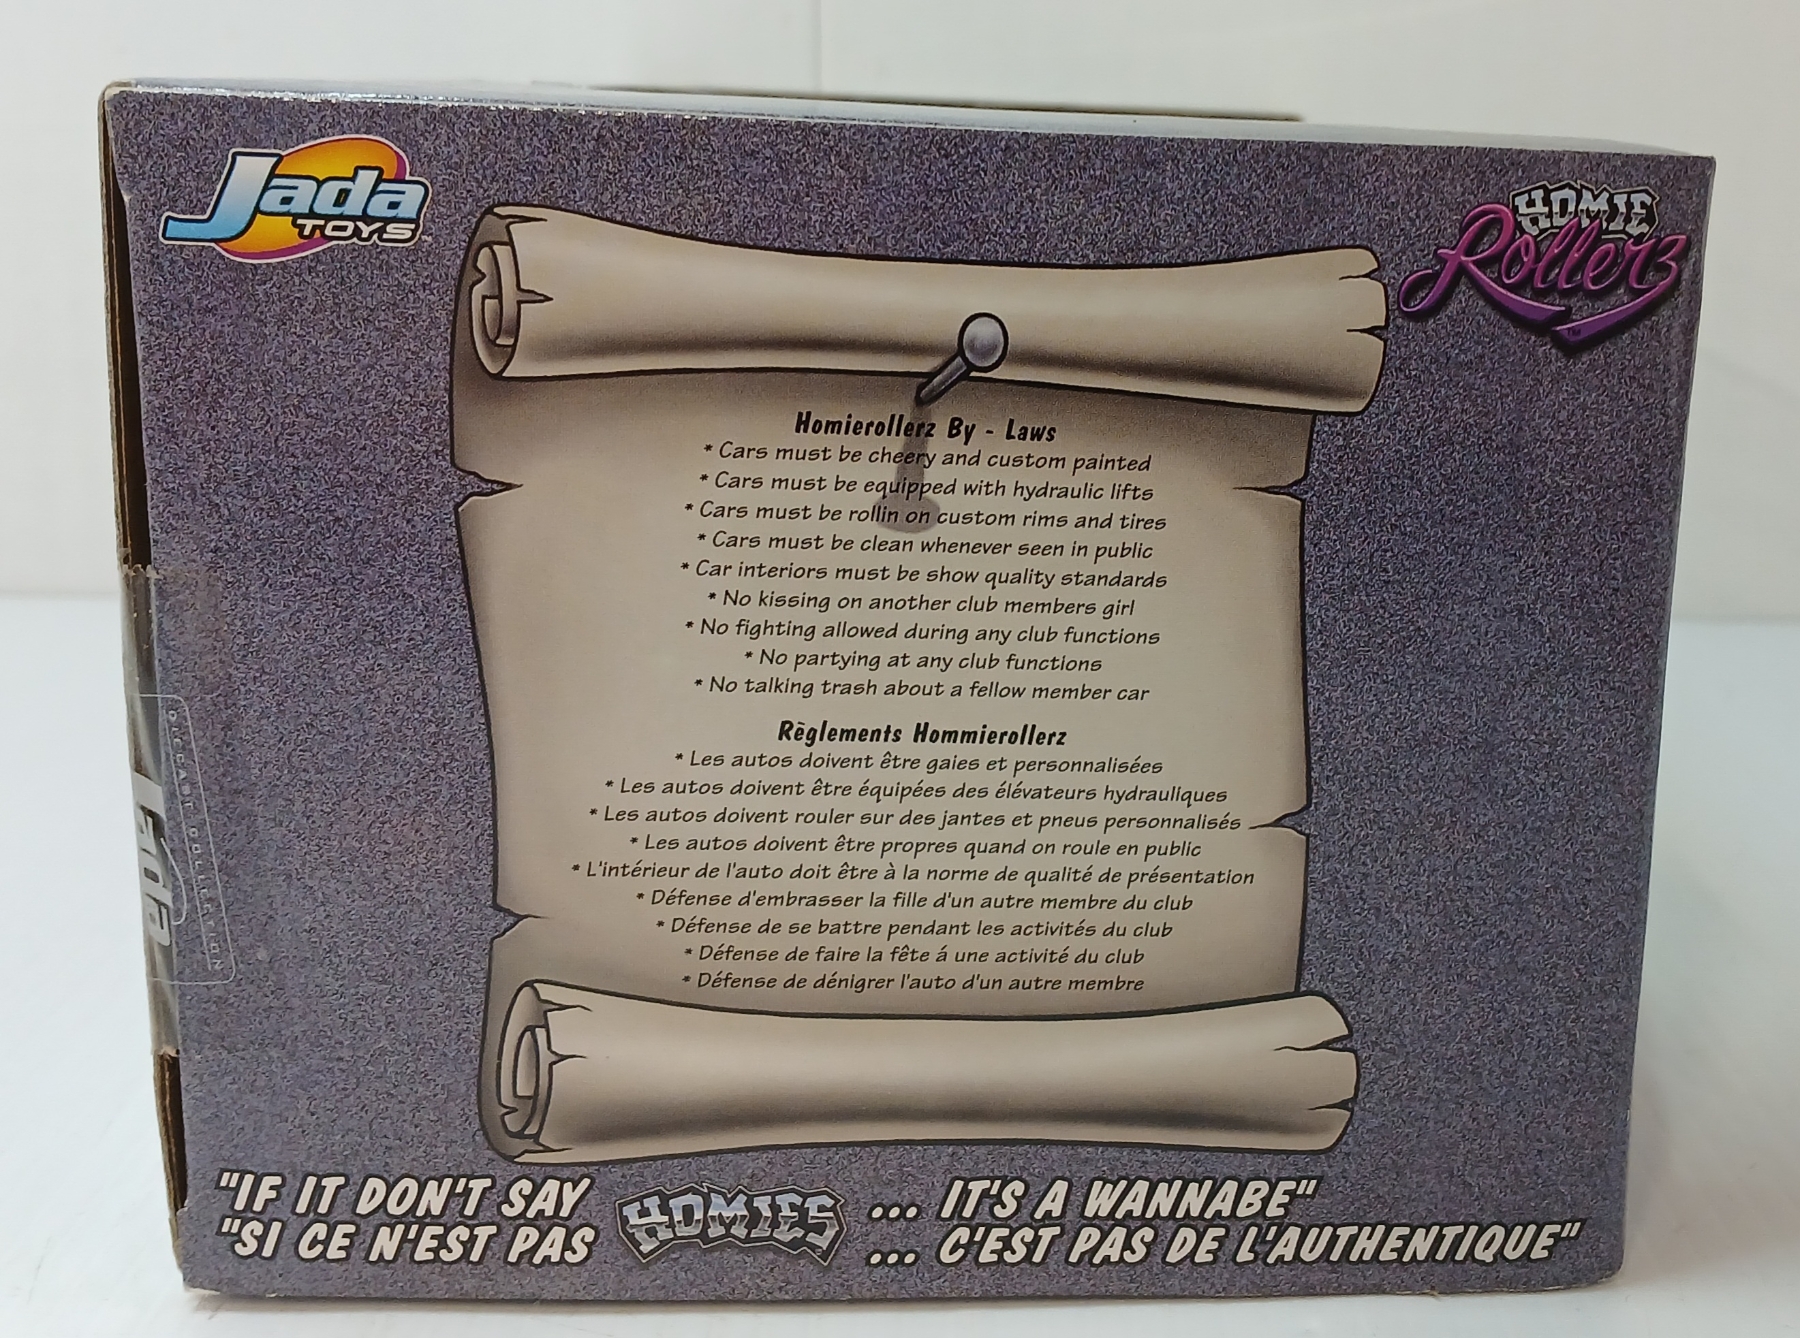 Jada
TOYS
HOMIE
Rollerz
TM
Homierollerz By - Laws
* Cars must be cheery and custom painted
* Cars must be equipped with hydraulic lifts
* Cars must be rollin on custom rims and tires
* Cars must be clean whenever seen in public
* Car interiors must be show quality standards
* No kissing on another club members girl
* No fighting allowed during any club functions
* No partying at any club functions
* No talking trash about a fellow member car
Règlements Hommierollerz
* Les autos doivent être gaies et personnalisées
* Les autos doivent être équipées des élévateurs hydrauliques
* Les autos doivent rouler sur des jantes et pneus personnalisés
* Les autos doivent être propres quand on roule en public
* L'intérieur de l'auto doit être à la norme de qualité de présentation
* Défense d'embrasser la fille d'un autre membre du club
* Défense de se battre pendant les activités du club
* Défense de faire la fête á une activité du club
* Défense de dénigrer l'auto d'un autre membre
DIECAST COLLECTION
Jada
"IF IT DON'T SAY HOMIES ... IT'S A WANNABE"
"SI CE N'EST PAS ... C'EST PAS DE L'AUTHENTIQUE"